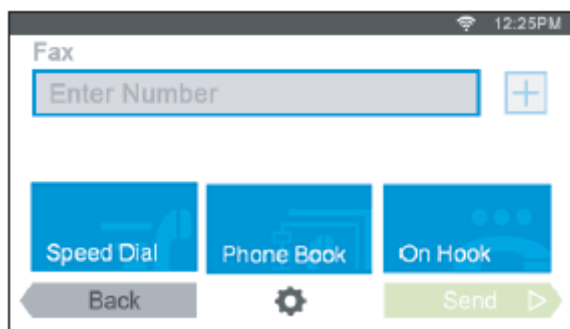 12:25PM
Fax
Enter Number
Speed Dial Phone Book On Hook
Back Send